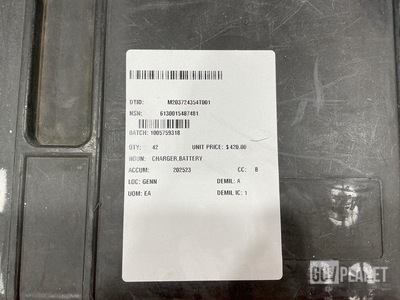 DTID: M203724354T001
NSN: 6130015487481
BATCH: 1005759318
QTY: 42 UNIT PRICE: $ 420.00
NOUN: CHARGER,BATTERY
ACCUM: 202523 CC: B
LOC: GENN DEMIL: A
UOM: EA DEMIL IC: 1
GOVPLANET